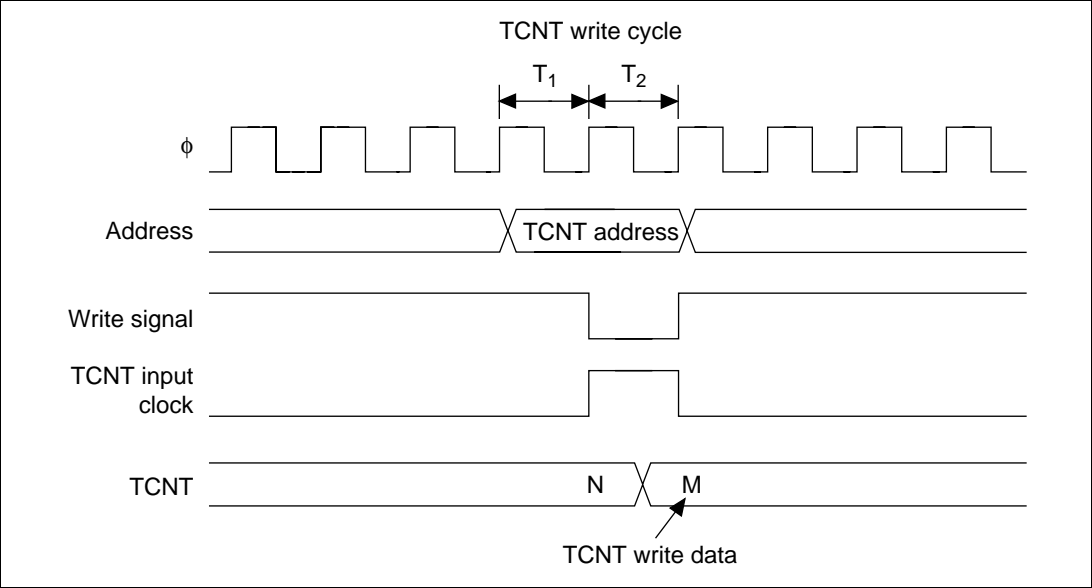 TCNT write cycle
T1 T2
ϕ
Address
TCNT address
Write signal
TCNT input
clock
TCNT
N
M
TCNT write data